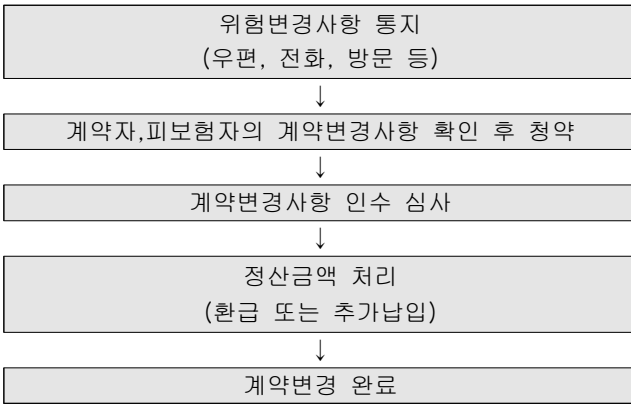 위험변경사항 통지
(우편, 전화, 방문 등)
↓
계약자,피보험자의 계약변경사항 확인 후 청약
↓
계약변경사항 인수 심사
↓
정산금액 처리
(환급 또는 추가납입)
↓
계약변경 완료